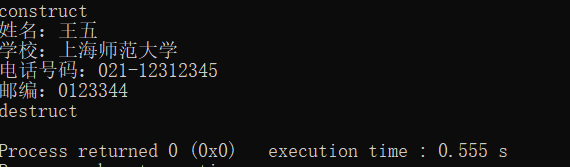 construct
姓名：王五
学校：上海师范大学
电话号码：021-12312345
邮编：0123344
destruct
Process returned 0 (0x0)   execution time : 0.555 s